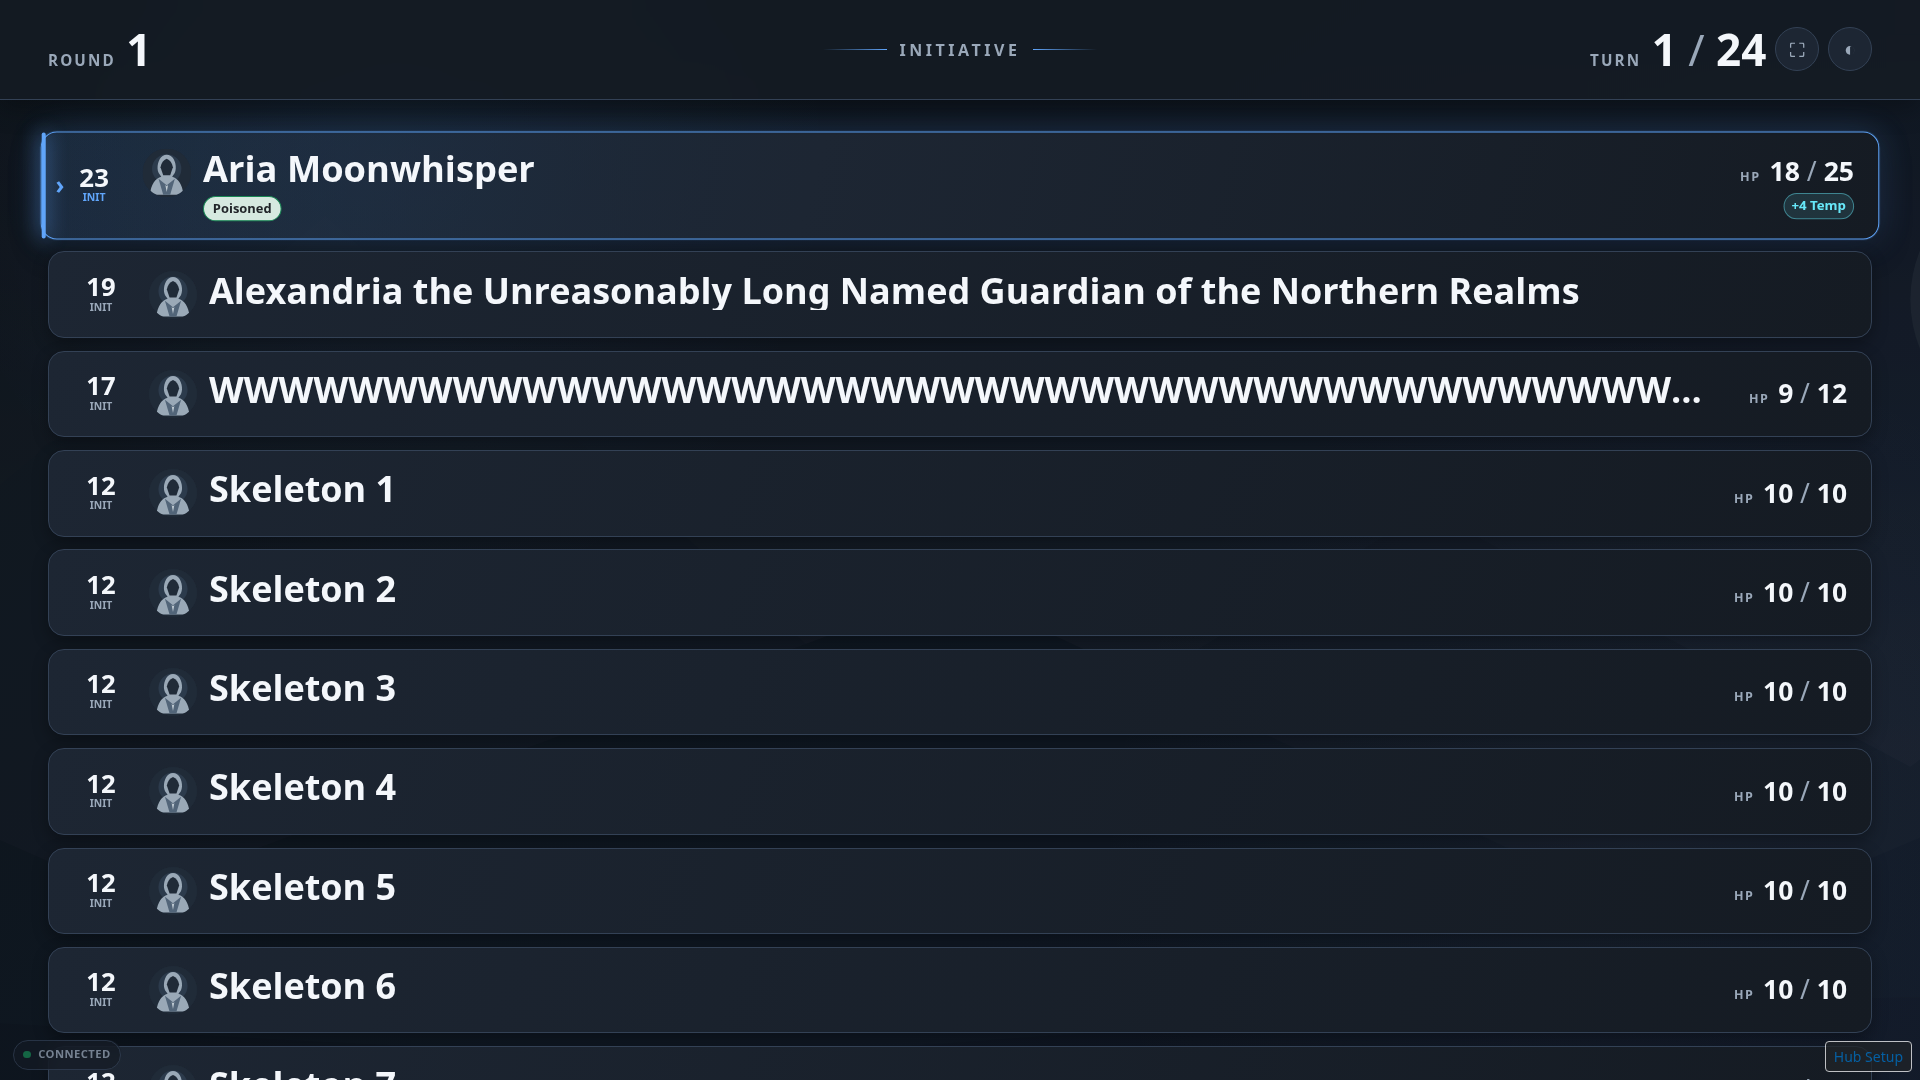 ROUND 1
INITIATIVE
TURN 1 / 24
23 INIT
Aria Moonwhisper
Poisoned
HP 18 / 25
+4 Temp
19 INIT
Alexandria the Unreasonably Long Named Guardian of the Northern Realms
17 INIT
WWWWWWWWWWWWWWWWWWWWWWWWWWWWWWWWWWWWWWWWWW...
HP 9 / 12
12 INIT
Skeleton 1
HP 10 / 10
12 INIT
Skeleton 2
HP 10 / 10
12 INIT
Skeleton 3
HP 10 / 10
12 INIT
Skeleton 4
HP 10 / 10
12 INIT
Skeleton 5
HP 10 / 10
12 INIT
Skeleton 6
HP 10 / 10
CONNECTED
Hub Setup
12
Skeleton 7